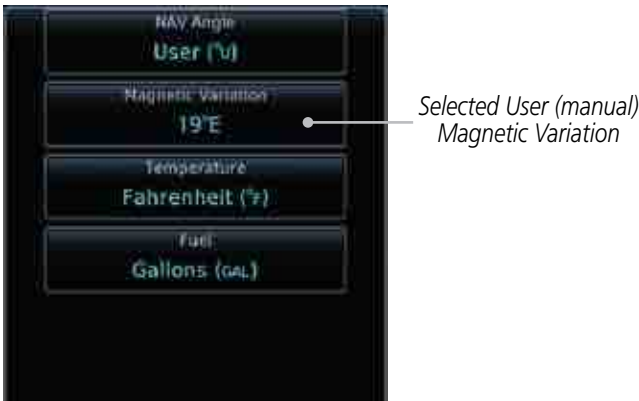 NAV Angle
User (°U)
Magnetic Variation
19°E
Selected User (manual)
Magnetic Variation
Temperature
Fahrenheit (°F)
Fuel
Gallons (GAL)